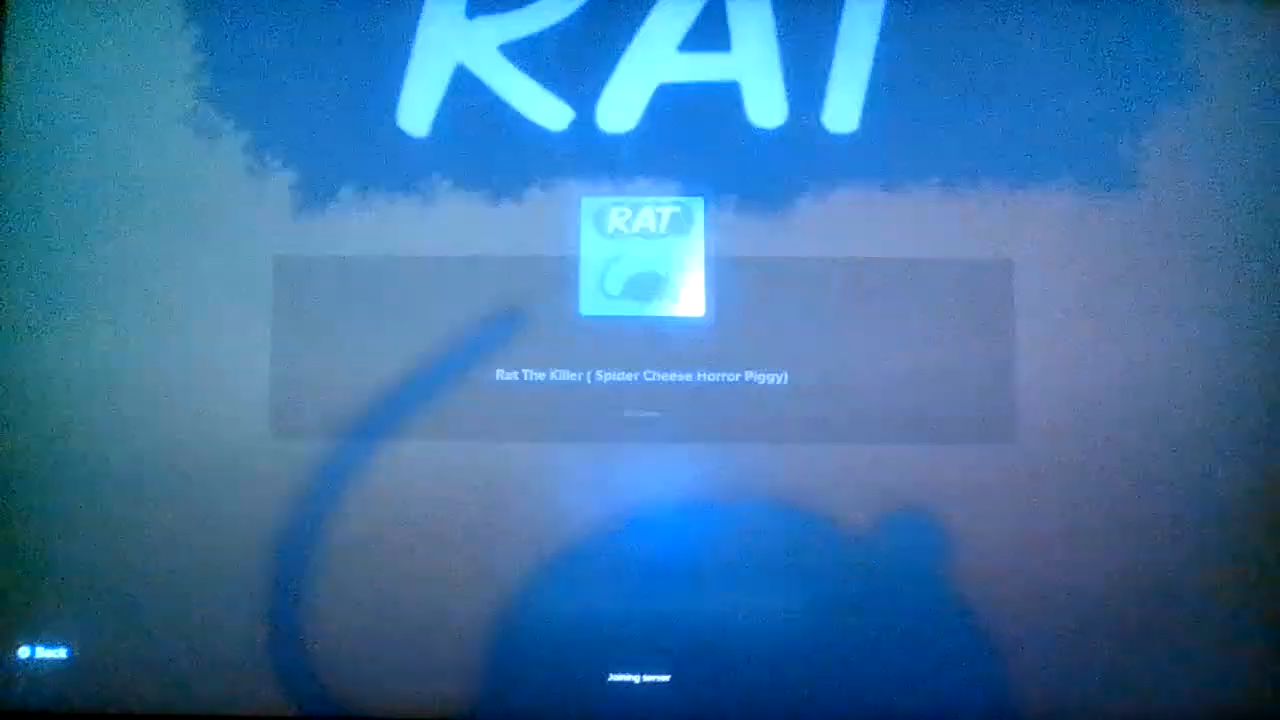 RAT
RAT
Rat The Killer ( Spider Cheese Horror Piggy)
Back
Joining server